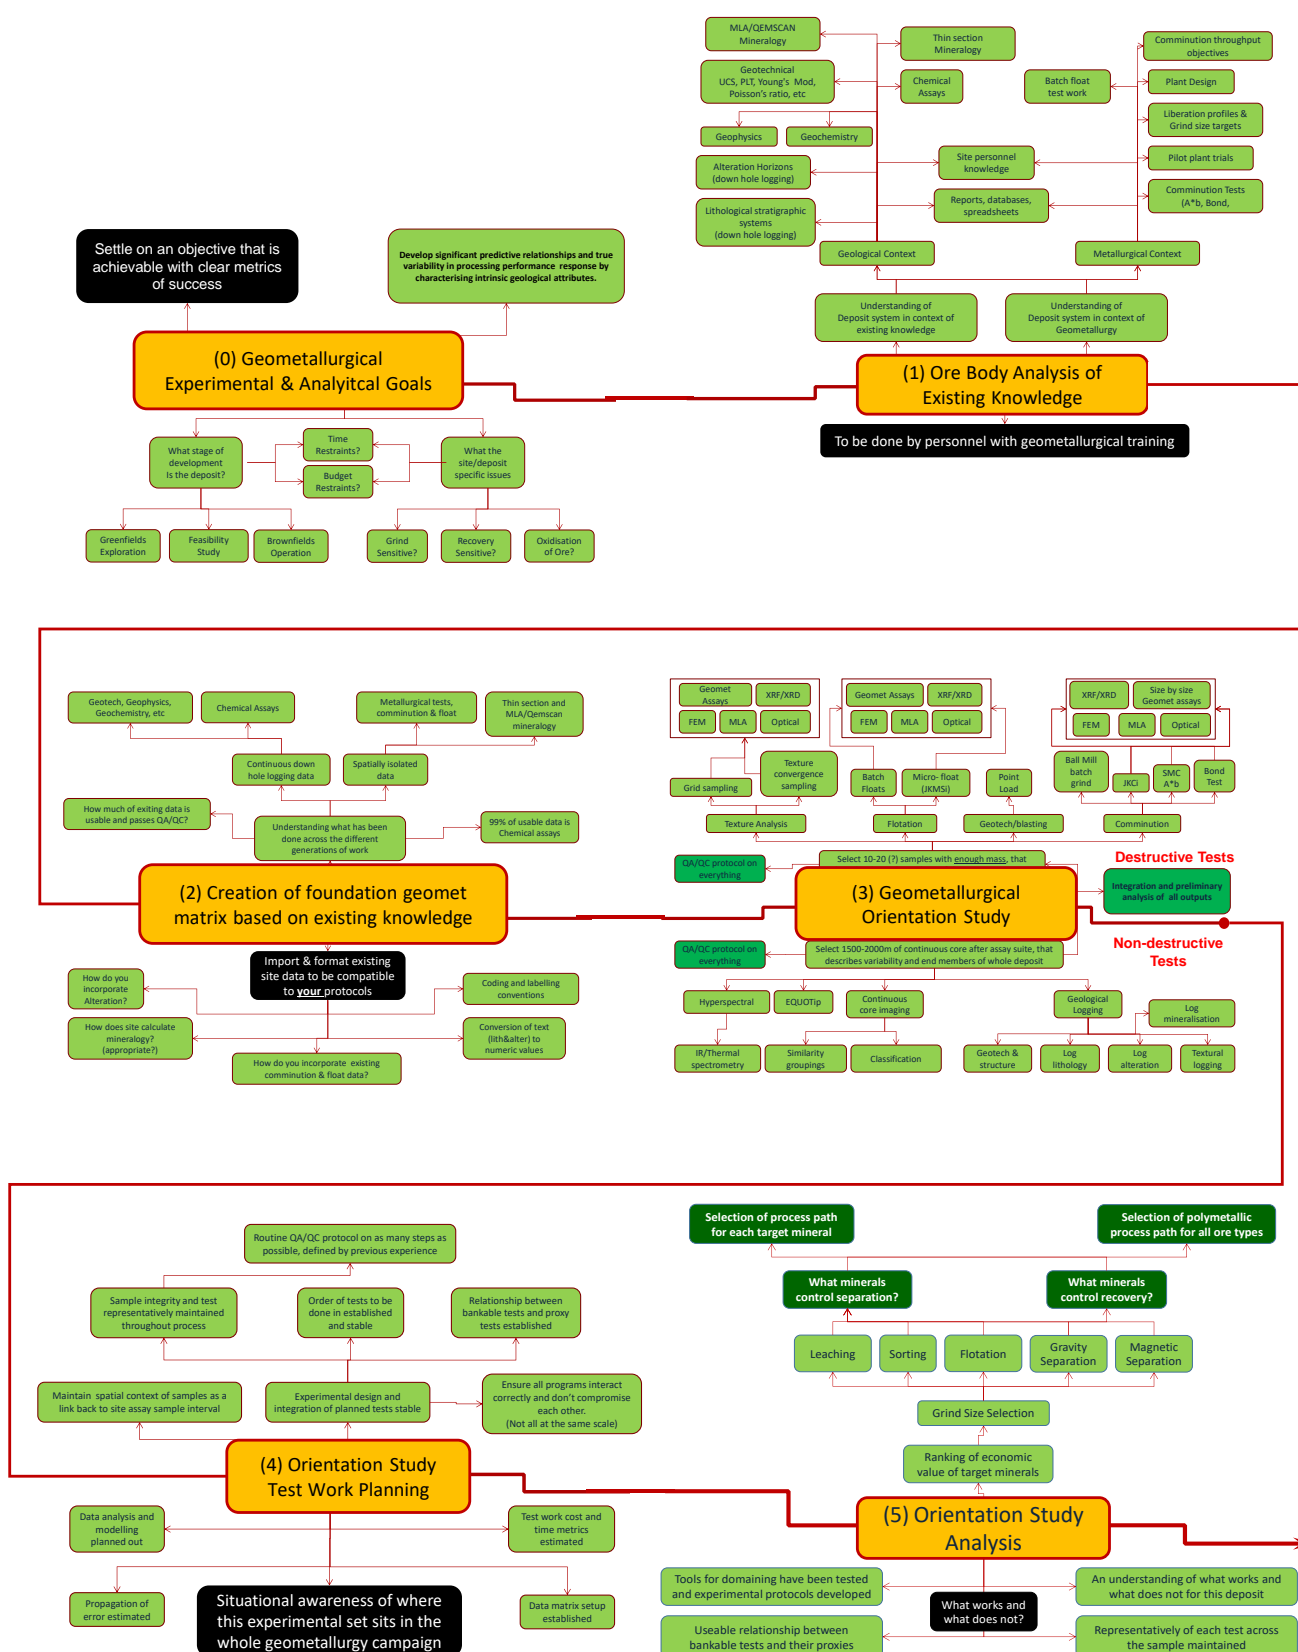 MLA/QEMSCAN
Mineralogy
Thin section
Mineralogy
Comminution throughput
objectives
Geotechnical
UCS, PLT, Young's Mod,
Poisson's ratio, etc
Chemical
Assays
Batch float
test work
Plant Design
Geophysics
Geochemistry
Liberation profiles &
Grind size targets
Alteration Horizons
(down hole logging)
Site personnel
knowledge
Pilot plant trials
Lithological stratigraphic
systems
(down hole logging)
Reports, databases,
spreadsheets
Comminution Tests
(A*b, Bond,
Geological Context
Metallurgical Context
Understanding of
Deposit system in context of
existing knowledge
Understanding of
Deposit system in context of
Geometallurgy
Settle on an objective that is
achievable with clear metrics
of success
Develop significant predictive relationships and true
variability in processing performance response by
characterising intrinsic geological attributes.
(0) Geometallurgical
Experimental & Analyitcal Goals
(1) Ore Body Analysis of
Existing Knowledge
To be done by personnel with geometallurgical training
What stage of
development
Is the deposit?
Time
Restraints?
Budget
Restraints?
What the
site/deposit
specific issues
Greenfields
Exploration
Feasibility
Study
Brownfields
Operation
Grind
Sensitive?
Recovery
Sensitive?
Oxidisation
of Ore?
Geotech, Geophysics,
Geochemistry, etc
Chemical Assays
Metallurgical tests,
comminution & float
Thin section and
MLA/Qemscan
mineralogy
Continuous down
hole logging data
Spatially isolated
data
How much of exiting data is
usable and passes QA/QC?
Understanding what has been
done across the different
generations of work
99% of usable data is
Chemical assays
(2) Creation of foundation geomet
matrix based on existing knowledge
Import & format existing
site data to be compatible
to your protocols
How do you
incorporate
Alteration?
Coding and labelling
conventions
How does site calculate
mineralogy?
(appropriate?)
Conversion of text
(lith&alter) to
numeric values
How do you incorporate existing
comminution & float data?
Geomet
Assays
XRF/XRD
FEM
MLA
Optical
Geomet Assays
XRF/XRD
FEM
MLA
Optical
XRF/XRD
Size by size
Geomet assays
FEM
MLA
Optical
Grid sampling
Texture
convergence
sampling
Batch
Floats
Micro- float
(JKMSi)
Point
Load
Ball Mill
batch
grind
JKCi
SMC
A*b
Bond
Test
Texture Analysis
Flotation
Geotech/blasting
Comminution
QA/QC protocol on
everything
Select 10-20 (?) samples with enough mass, that
Destructive Tests
(3) Geometallurgical
Orientation Study
Integration and preliminary
analysis of all outputs
QA/QC protocol on
everything
Select 1500-2000m of continuous core after assay suite, that
describes variability and end members of whole deposit
Non-destructive
Tests
Hyperspectral
EQUOTip
Continuous
core imaging
Geological
Logging
Log
mineralisation
IR/Thermal
spectrometry
Similarity
groupings
Classification
Geotech &
structure
Log
lithology
Log
alteration
Textural
logging
Routine QA/QC protocol on as many steps as
possible, defined by previous experience
Sample integrity and test
representatively maintained
throughout process
Order of tests to be
done in established
and stable
Relationship between
bankable tests and proxy
tests established
Maintain spatial context of samples as a
link back to site assay sample interval
Experimental design and
integration of planned tests stable
Ensure all programs interact
correctly and don't compromise
each other.
(Not all at the same scale)
(4) Orientation Study
Test Work Planning
Data analysis and
modelling
planned out
Test work cost and
time metrics
estimated
Propagation of
error estimated
Situational awareness of where
this experimental set sits in the
whole geometallurgy campaign
Data matrix setup
established
Selection of process path
for each target mineral
Selection of polymetallic
process path for all ore types
What minerals
control separation?
What minerals
control recovery?
Leaching
Sorting
Flotation
Gravity
Separation
Magnetic
Separation
Grind Size Selection
Ranking of economic
value of target minerals
(5) Orientation Study
Analysis
Tools for domaining have been tested
and experimental protocols developed
What works and
what does not?
An understanding of what works and
what does not for this deposit
Useable relationship between
bankable tests and their proxies
Representatively of each test across
the sample maintained